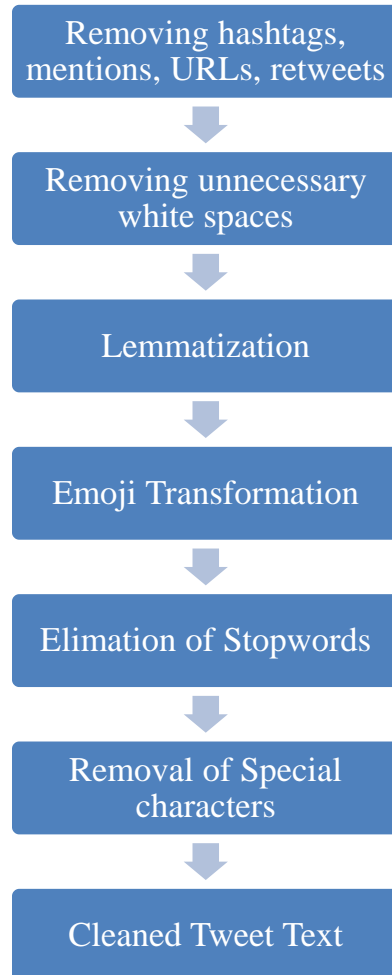 Removing hashtags,
mentions, URLs, retweets
Removing unnecessary
white spaces
Lemmatization
Emoji Transformation
Elimation of Stopwords
Removal of Special
characters
Cleaned Tweet Text